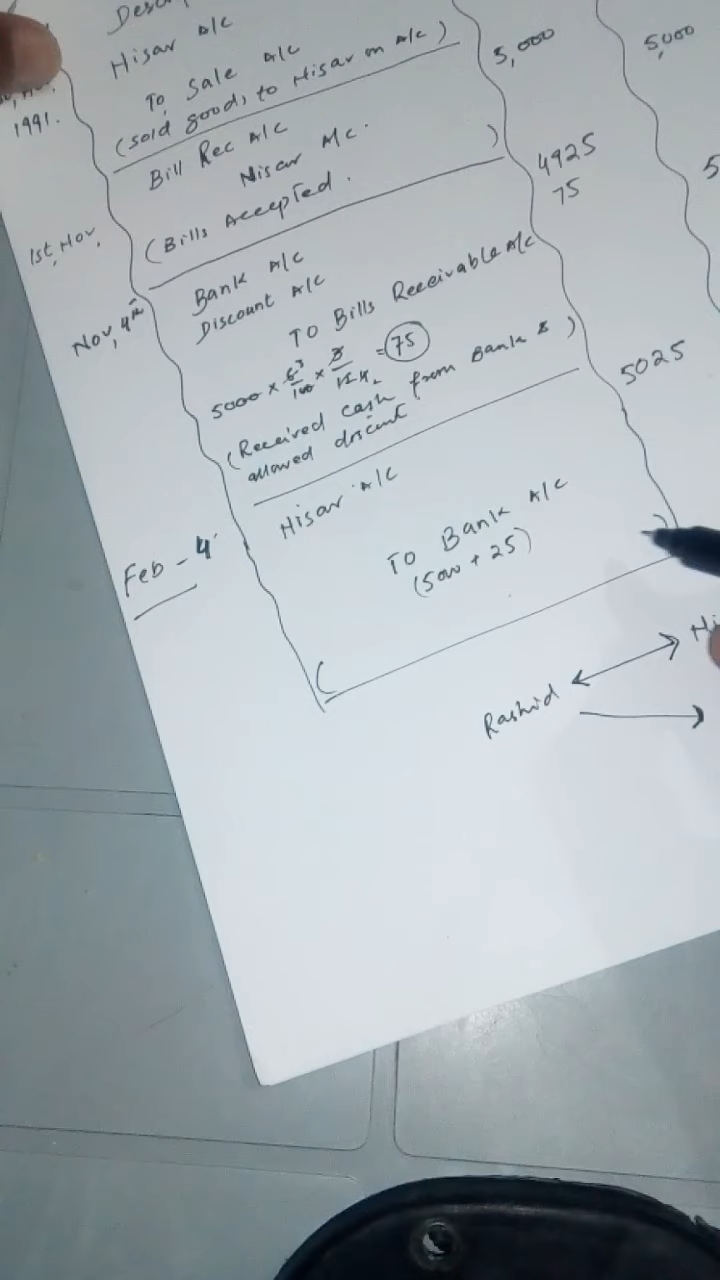 Hisar A/c
To Sale A/c
(Sold goods to Hisar on A/c)
5,000
5,000
1991.
Bill Rec A/c
Nisar A/c.
(Bills Accepted.)
1st, Nov,
4925
75
Nov, 4th
Bank A/c
Discount A/c
To Bills Receivable A/c
5000 × 6/100 × 3/12 = 75
(Received cash from Bank &
allowed discunt)
5025
Feb - 4
Hisar A/c
To Bank A/c
(5000 + 25)
( )
Rashid